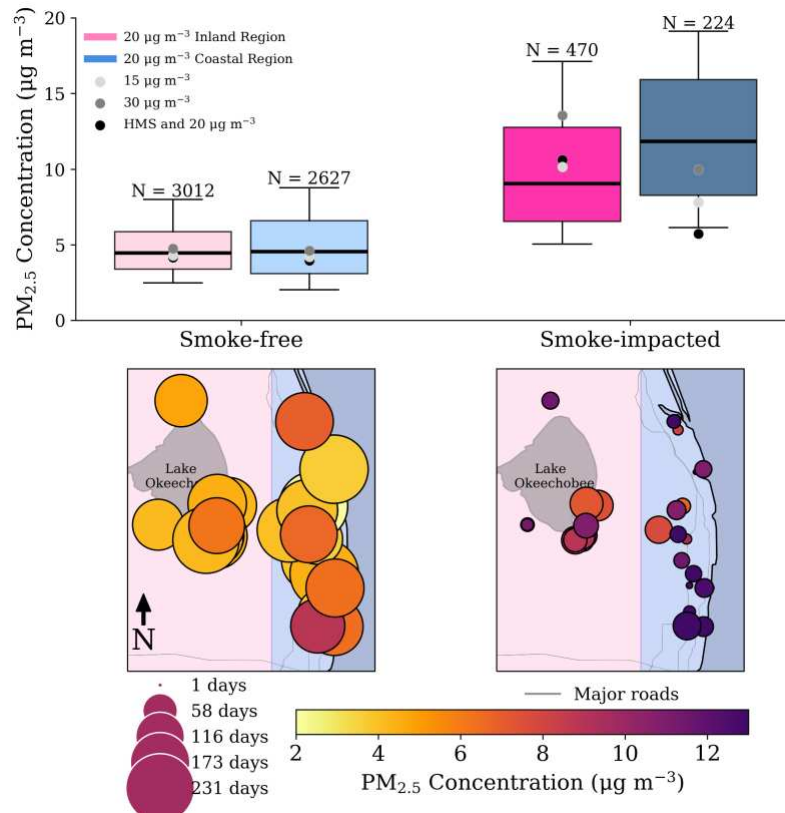 20
15
10
5
0
PM2.5 Concentration (μg m−3)
20 μg m−3 Inland Region
20 μg m−3 Coastal Region
15 μg m−3
30 μg m−3
HMS and 20 μg m−3
N = 3012
N = 2627
N = 470
N = 224
Smoke-free
Smoke-impacted
Lake
Okeech
N
Lake
Okeechobee
1 days
58 days
116 days
173 days
231 days
Major roads
2
4
6
8
10
12
PM2.5 Concentration (μg m−3)